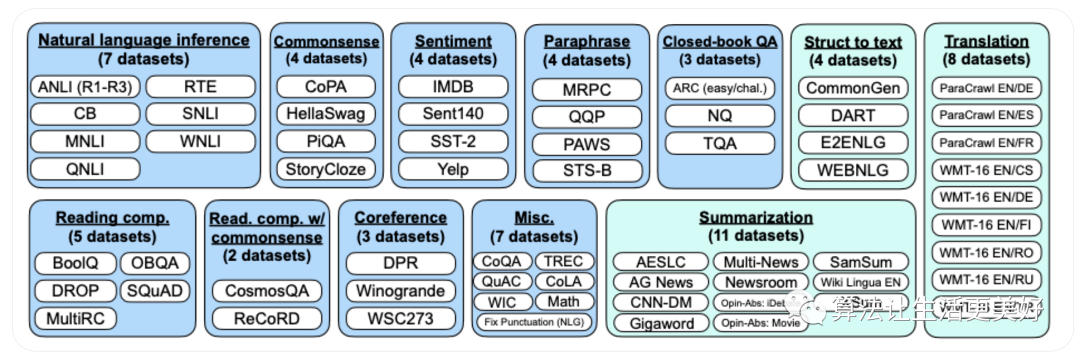 Natural language inference
(7 datasets)
ANLI (R1-R3)
RTE
CB
SNLI
MNLI
WNLI
QNLI
Commonsense
(4 datasets)
CoPA
HellaSwag
PiQA
StoryCloze
Sentiment
(4 datasets)
IMDB
Sent140
SST-2
Yelp
Paraphrase
(4 datasets)
MRPC
QQP
PAWS
STS-B
Closed-book QA
(3 datasets)
ARC (easy/chal.)
NQ
TQA
Struct to text
(4 datasets)
CommonGen
DART
E2ENLG
WEBNLG
Translation
(8 datasets)
ParaCrawl EN/DE
ParaCrawl EN/ES
ParaCrawl EN/FR
WMT-16 EN/CS
WMT-16 EN/DE
WMT-16 EN/FI
WMT-16 EN/RO
WMT-16 EN/RU
Reading comp.
(5 datasets)
BoolQ
OBQA
DROP
SQuAD
MultiRC
Read. comp. w/
commonsense
(2 datasets)
CosmosQA
ReCoRD
Coreference
(3 datasets)
DPR
Winogrande
WSC273
Misc.
(7 datasets)
CoQA
TREC
QuAC
CoLA
WIC
Math
Fix Punctuation (NLG)
Summarization
(11 datasets)
AESLC
Multi-News
SamSum
AG News
Newsroom
Wiki Lingua EN
CNN-DM
Opin-Abs:
Gigaword
Opin-Abs: Movie
算法让生活更美好